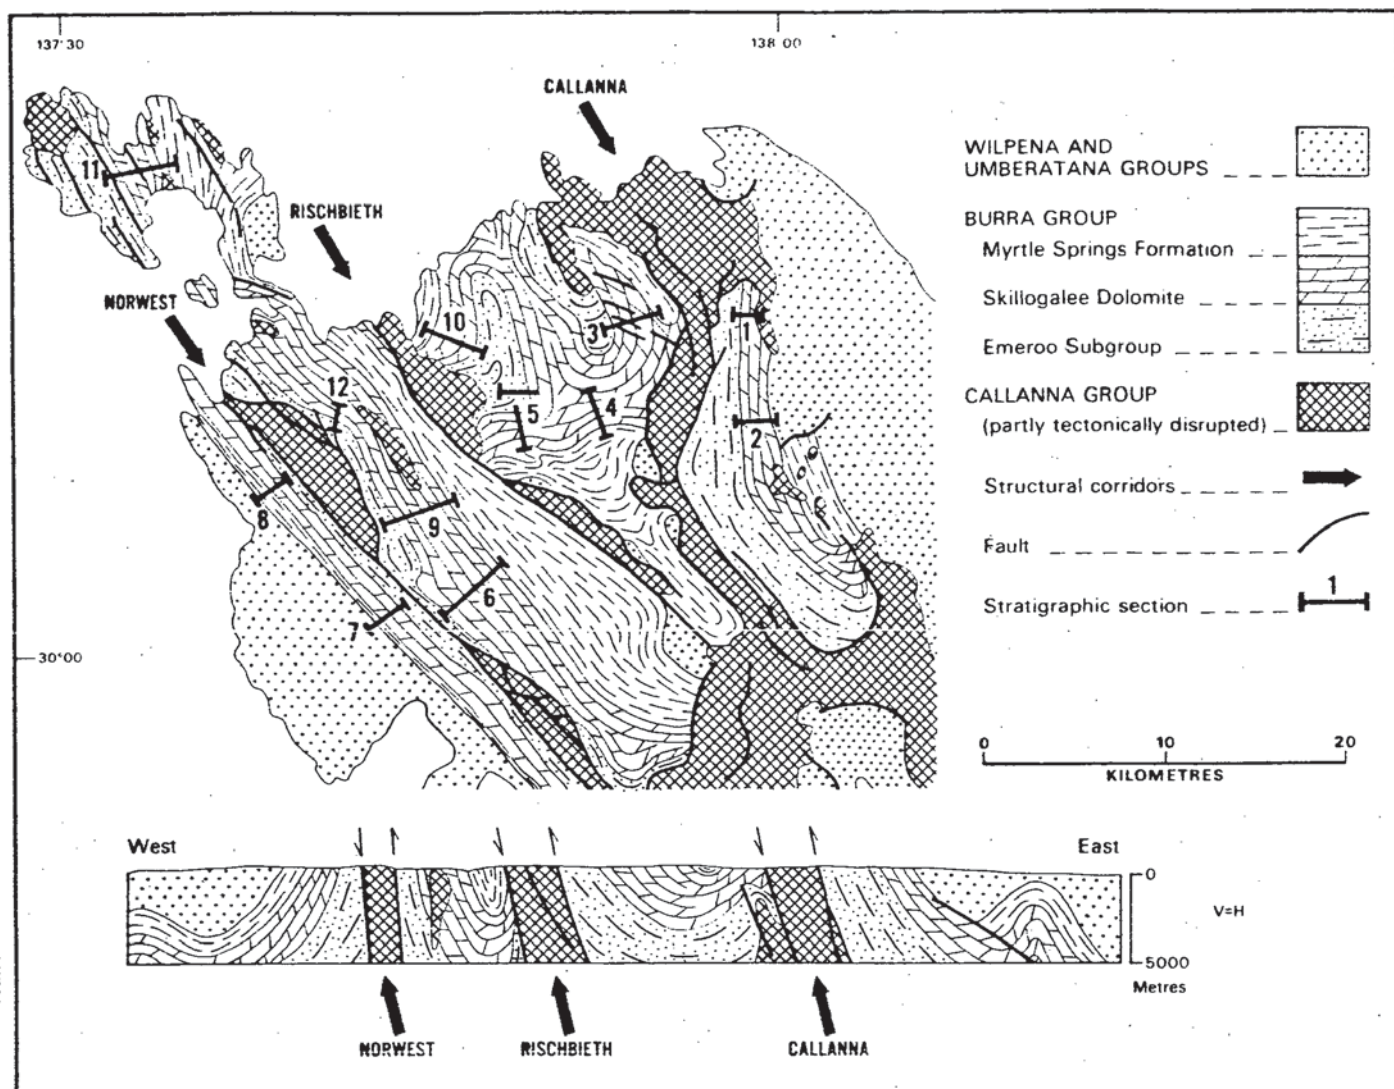 137°30
138 00
CALLANNA
RISCHBIETH
NORWEST
11
10
3
1
12
5
4
2
8
9
6
7
30°00
WILPENA AND
UMBERATANA GROUPS
BURRA GROUP
Myrtle Springs Formation
Skillogalee Dolomite
Emeroo Subgroup
CALLANNA GROUP
(partly tectonically disrupted)
Structural corridors
Fault
1
Stratigraphic section
0 10 20
KILOMETRES
West
East
0
V=H
5000
Metres
NORWEST
RISCHBIETH
CALLANNA